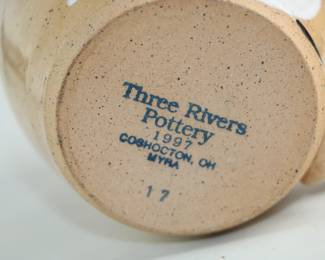 Three Rivers
Pottery
1997
COSHOCTON, OH
MYRA
17